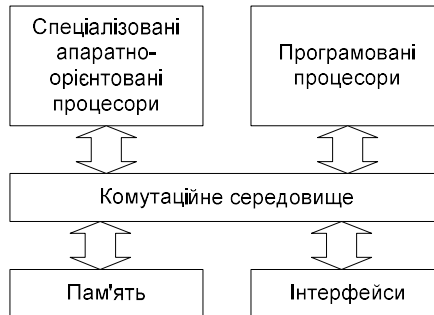 Спеціалізовані
апаратно-
орієнтовані
процесори
Програмовані
процесори
Комутаційне середовище
Пам'ять
Інтерфейси